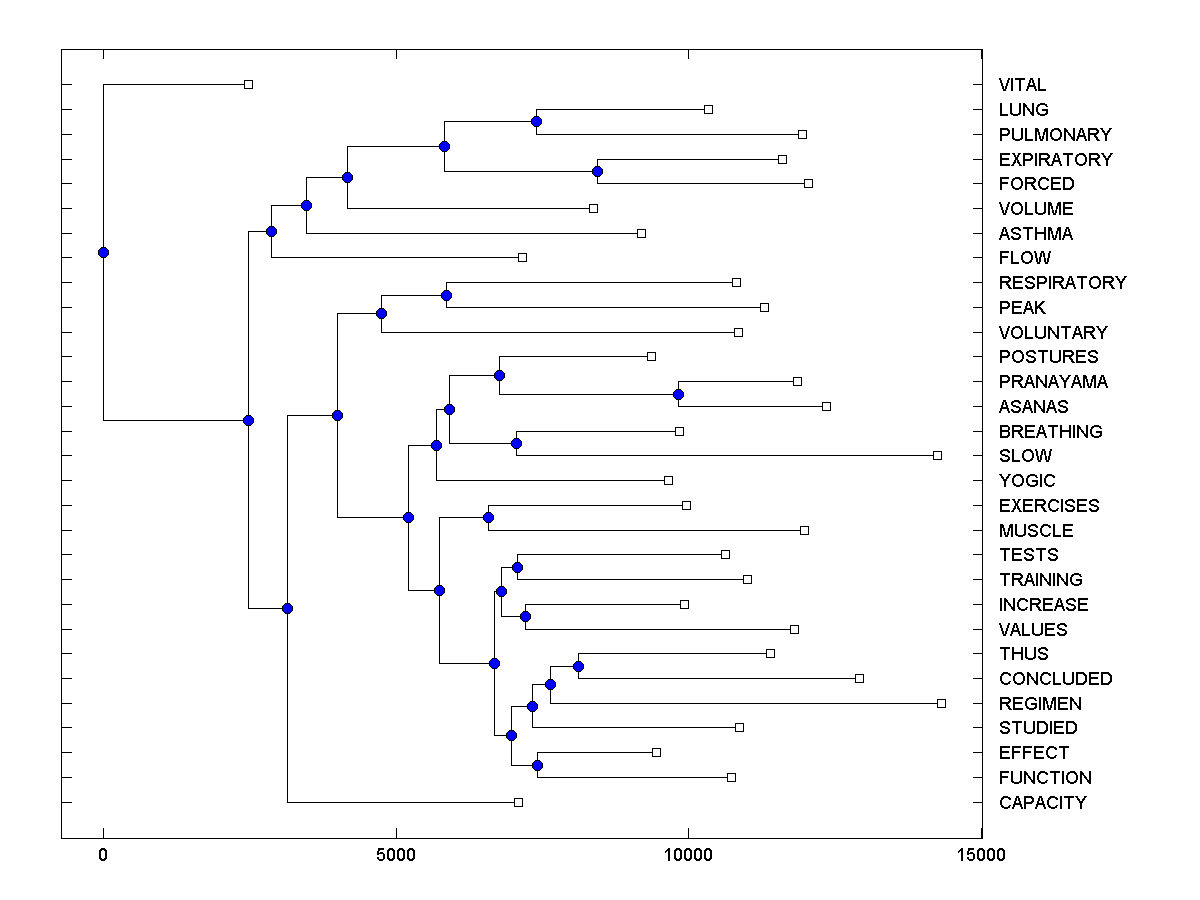 VITAL
LUNG
PULMONARY
EXPIRATORY
FORCED
VOLUME
ASTHMA
FLOW
RESPIRATORY
PEAK
VOLUNTARY
POSTURES
PRANAYAMA
ASANAS
BREATHING
SLOW
YOGIC
EXERCISES
MUSCLE
TESTS
TRAINING
INCREASE
VALUES
THUS
CONCLUDED
REGIMEN
STUDIED
EFFECT
FUNCTION
CAPACITY
0 5000 10000 15000